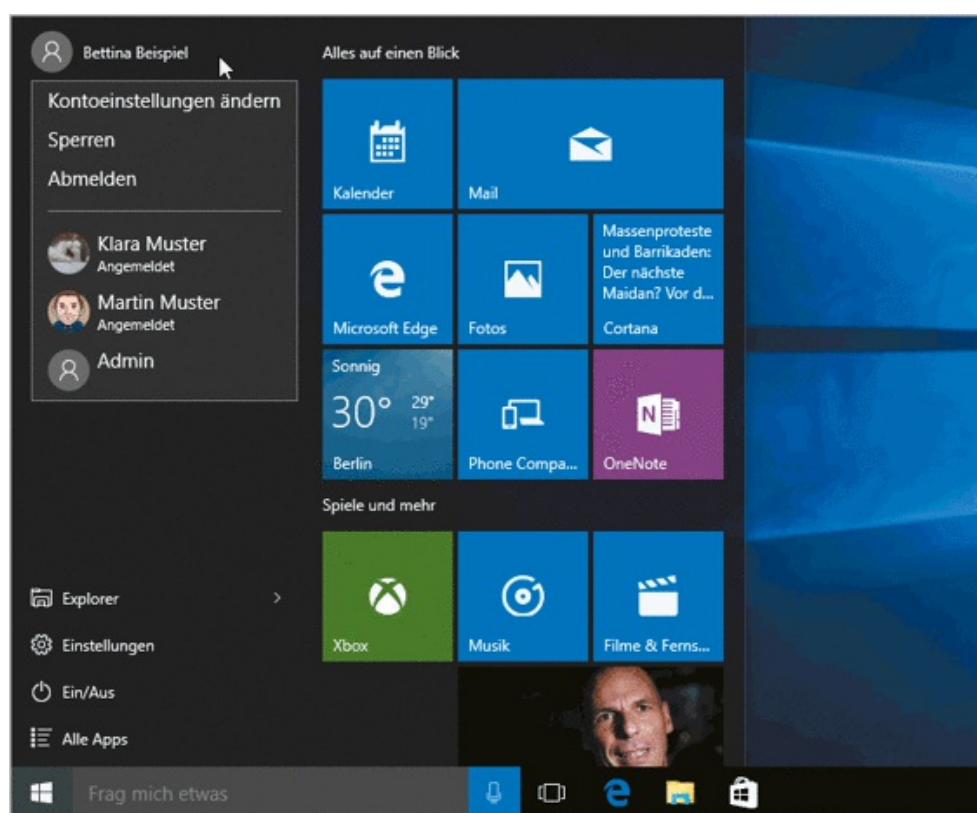 Bettina Beispiel
Kontoeinstellungen ändern
Sperren
Abmelden
Klara Muster
Angemeldet
Martin Muster
Angemeldet
Admin
Explorer
Einstellungen
Ein/Aus
Alle Apps
Alles auf einen Blick
Kalender
Mail
Microsoft Edge
Fotos
Massenproteste
und Barrikaden:
Der nächste
Maidan? Vor d...
Cortana
Sonnig
30° 29°
19°
Berlin
Phone Compa...
N
OneNote
Spiele und mehr
Xbox
Musik
Filme & Ferns...
Frag mich etwas